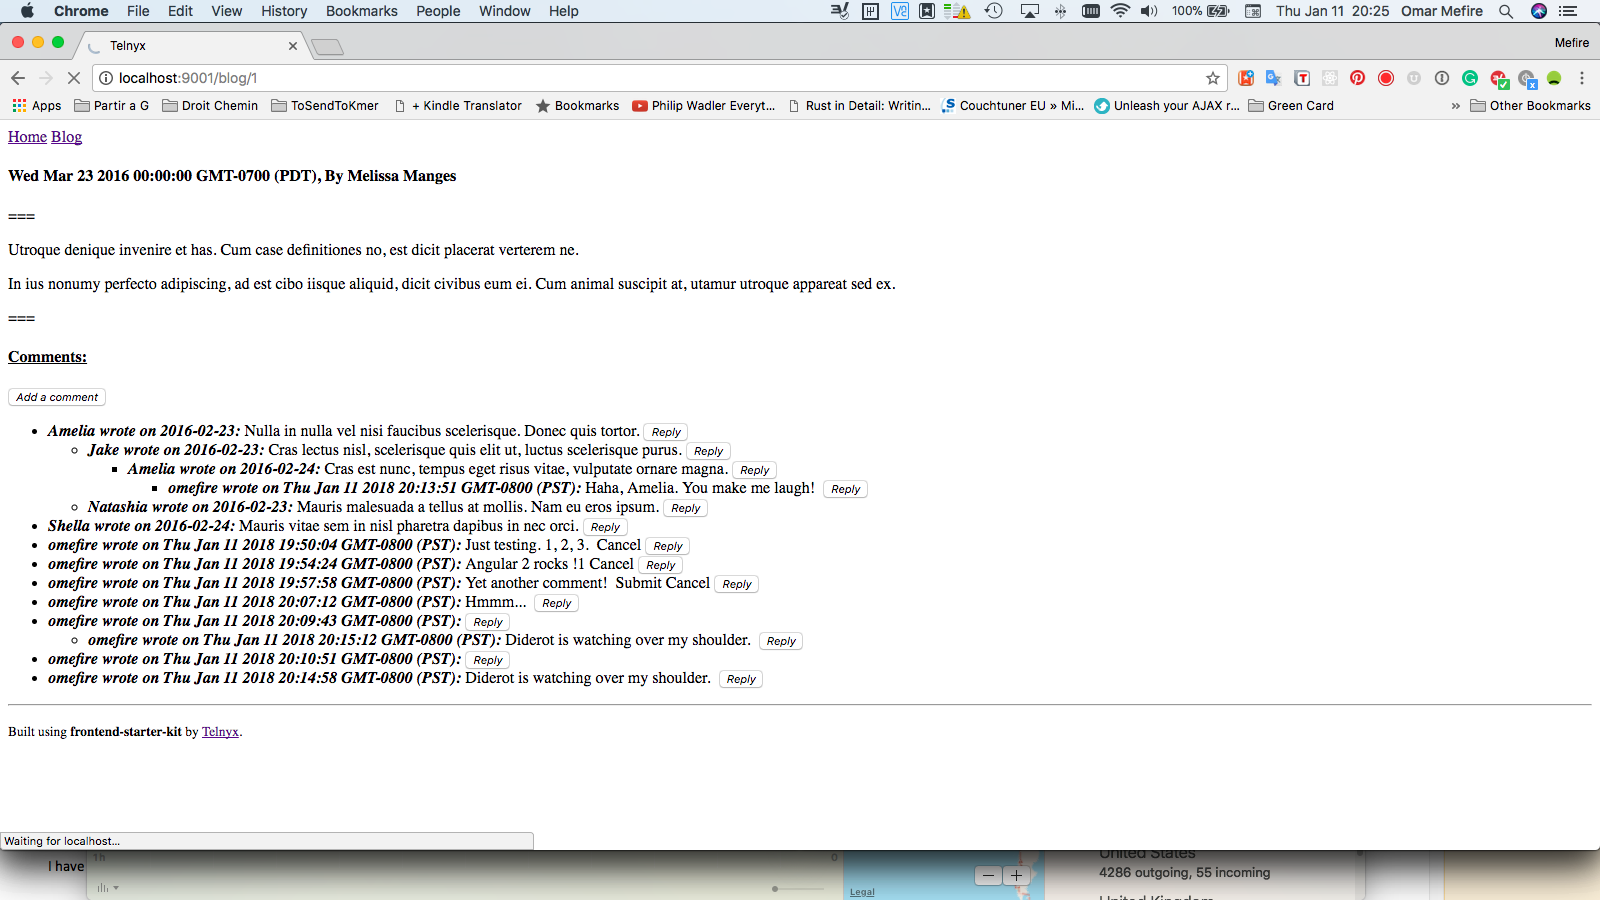 Chrome File Edit View History Bookmarks People Window Help 100% Thu Jan 11 20:25 Omar Mefire
Telnyx Mefire
localhost:9001/blog/1
Apps Partir a G Droit Chemin ToSendToKmer + Kindle Translator Bookmarks Philip Wadler Everyt... Rust in Detail: Writin... Couchtuner EU » Mi... Unleash your AJAX r... Green Card » Other Bookmarks
Home Blog
Wed Mar 23 2016 00:00:00 GMT-0700 (PDT), By Melissa Manges
===
Utroque denique invenire et has. Cum case definitiones no, est dicit placerat verterem ne.
In ius nonumy perfecto adipiscing, ad est cibo iisque aliquid, dicit civibus eum ei. Cum animal suscipit at, utamur utroque appareat sed ex.
===
Comments:
Add a comment
Amelia wrote on 2016-02-23: Nulla in nulla vel nisi faucibus scelerisque. Donec quis tortor. Reply
Jake wrote on 2016-02-23: Cras lectus nisl, scelerisque quis elit ut, luctus scelerisque purus. Reply
Amelia wrote on 2016-02-24: Cras est nunc, tempus eget risus vitae, vulputate ornare magna. Reply
omefire wrote on Thu Jan 11 2018 20:13:51 GMT-0800 (PST): Haha, Amelia. You make me laugh! Reply
Natashia wrote on 2016-02-23: Mauris malesuada a tellus at mollis. Nam eu eros ipsum. Reply
Shella wrote on 2016-02-24: Mauris vitae sem in nisl pharetra dapibus in nec orci. Reply
omefire wrote on Thu Jan 11 2018 19:50:04 GMT-0800 (PST): Just testing. 1, 2, 3. Cancel Reply
omefire wrote on Thu Jan 11 2018 19:54:24 GMT-0800 (PST): Angular 2 rocks !1 Cancel Reply
omefire wrote on Thu Jan 11 2018 19:57:58 GMT-0800 (PST): Yet another comment! Submit Cancel Reply
omefire wrote on Thu Jan 11 2018 20:07:12 GMT-0800 (PST): Hmmm... Reply
omefire wrote on Thu Jan 11 2018 20:09:43 GMT-0800 (PST): Reply
omefire wrote on Thu Jan 11 2018 20:15:12 GMT-0800 (PST): Diderot is watching over my shoulder. Reply
omefire wrote on Thu Jan 11 2018 20:10:51 GMT-0800 (PST): Reply
omefire wrote on Thu Jan 11 2018 20:14:58 GMT-0800 (PST): Diderot is watching over my shoulder. Reply
Built using frontend-starter-kit by Telnyx.
Waiting for localhost...
1h 0 United States
I have
4286 outgoing, 55 incoming
Legal